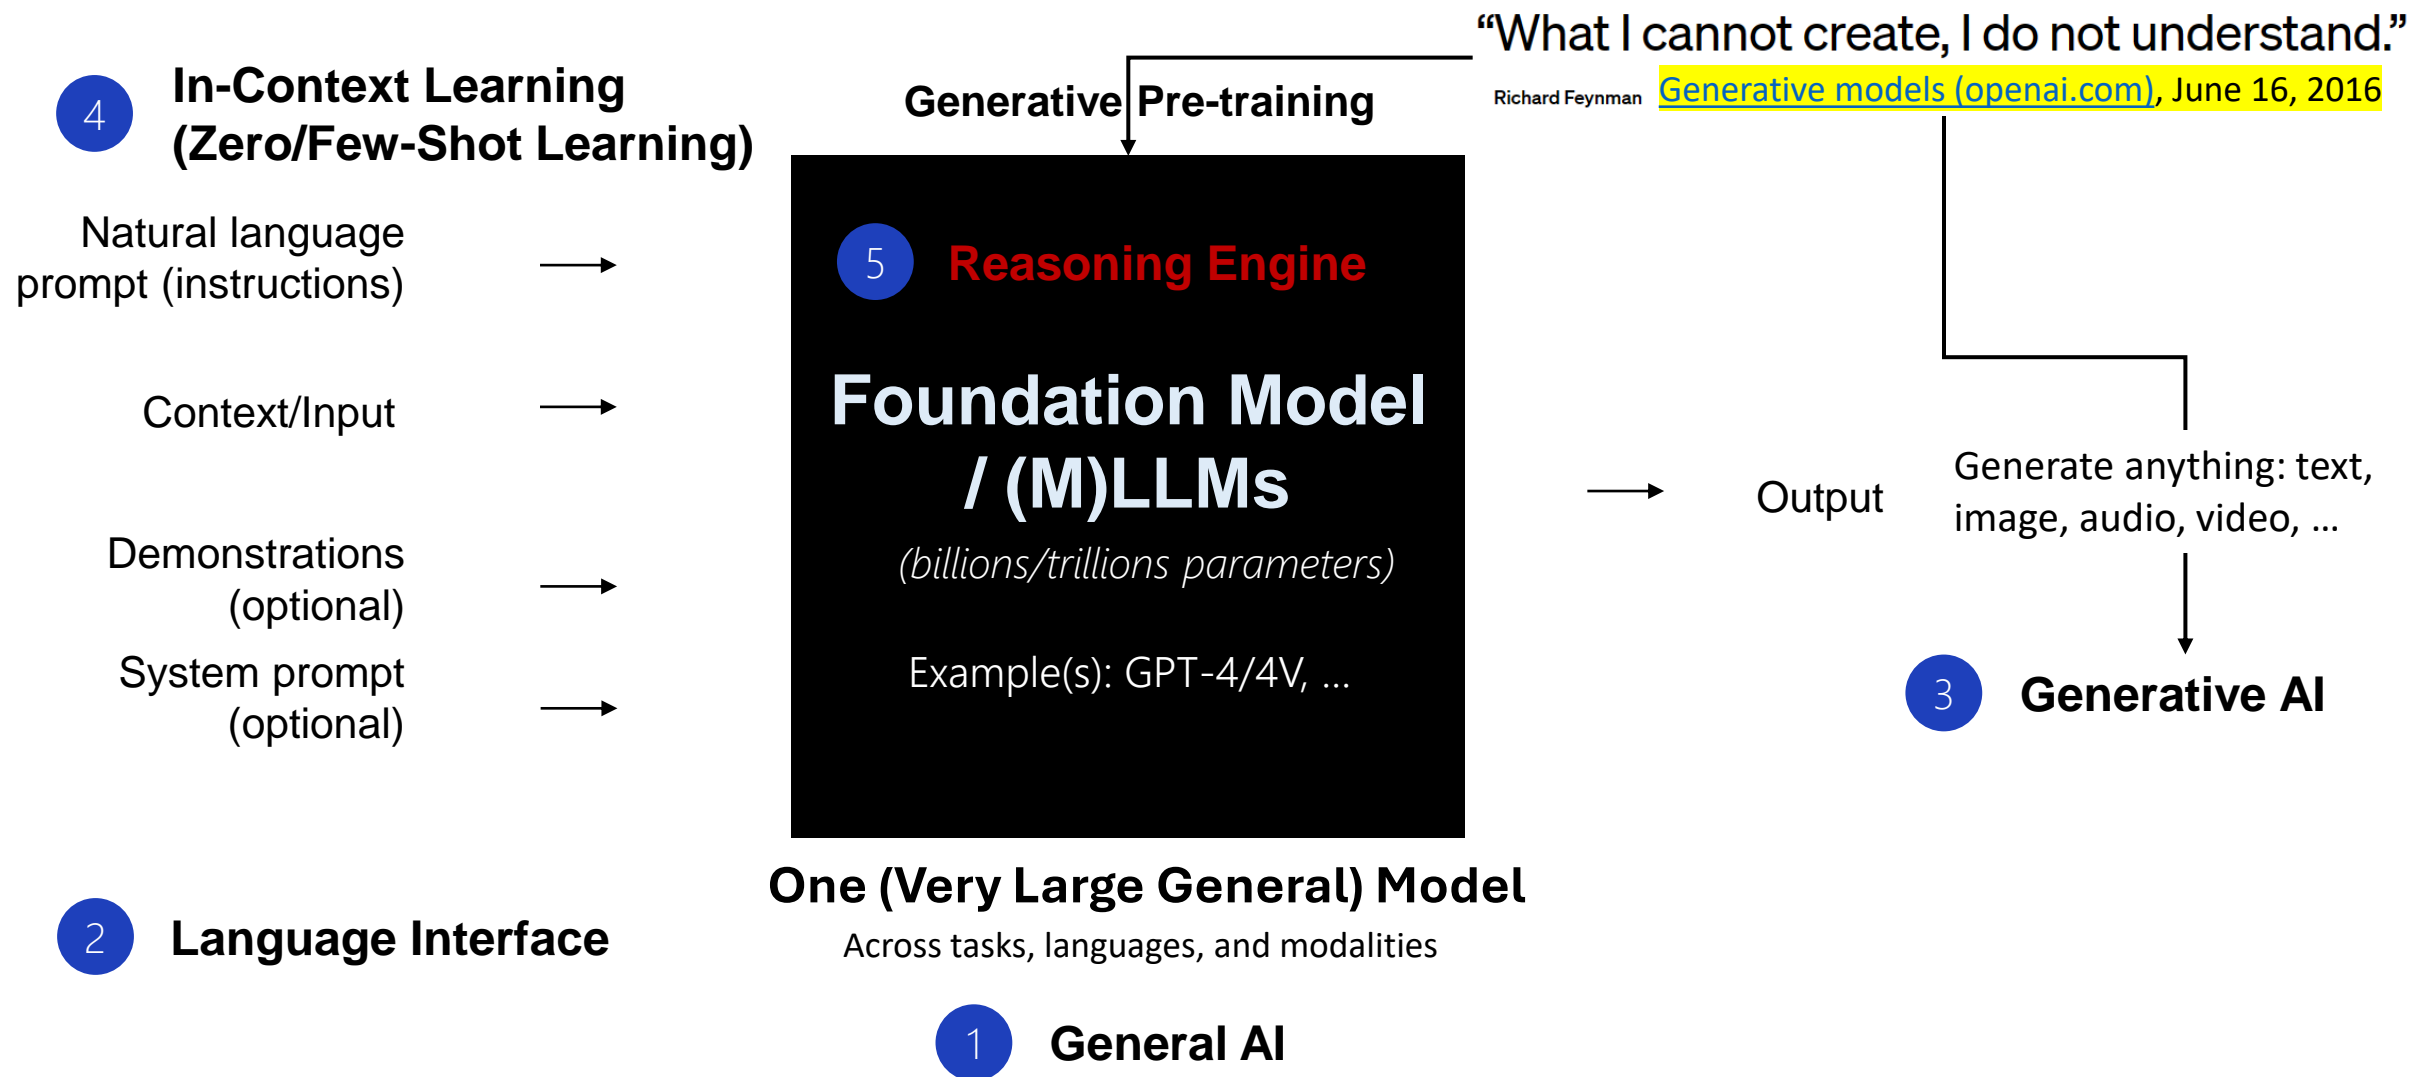 “What I cannot create, I do not understand.”
Richard Feynman Generative models (openai.com), June 16, 2016
4
In-Context Learning
(Zero/Few-Shot Learning)
Generative Pre-training
Natural language
prompt (instructions)
Context/Input
Demonstrations
(optional)
System prompt
(optional)
5
Reasoning Engine
Foundation Model
/ (M)LLMs
(billions/trillions parameters)
Example(s): GPT-4/4V, ...
Output
Generate anything: text,
image, audio, video, ...
3
Generative AI
One (Very Large General) Model
Across tasks, languages, and modalities
2
Language Interface
1
General AI